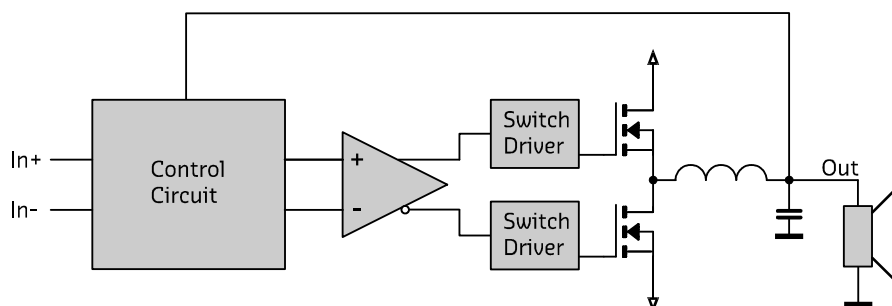 In+
In-
Control
Circuit
+
-
Switch
Driver
Switch
Driver
Out